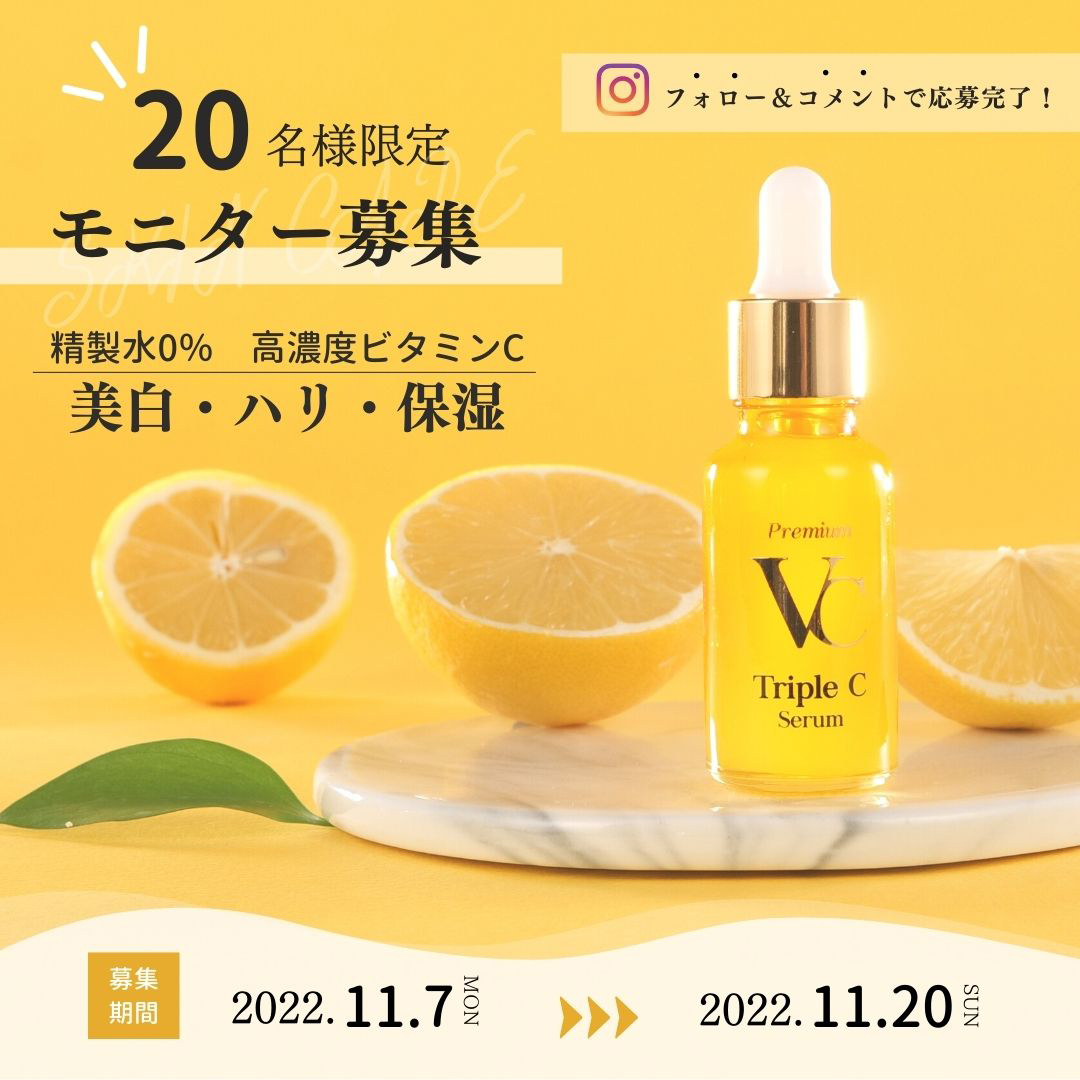 20名様限定
モニター募集
フォロー＆コメントで応募完了！
精製水0%　高濃度ビタミンC
美白・ハリ・保湿
Premium
VC
Triple C
Serum
募集
期間
2022.11.7 MON
2022.11.20 SUN